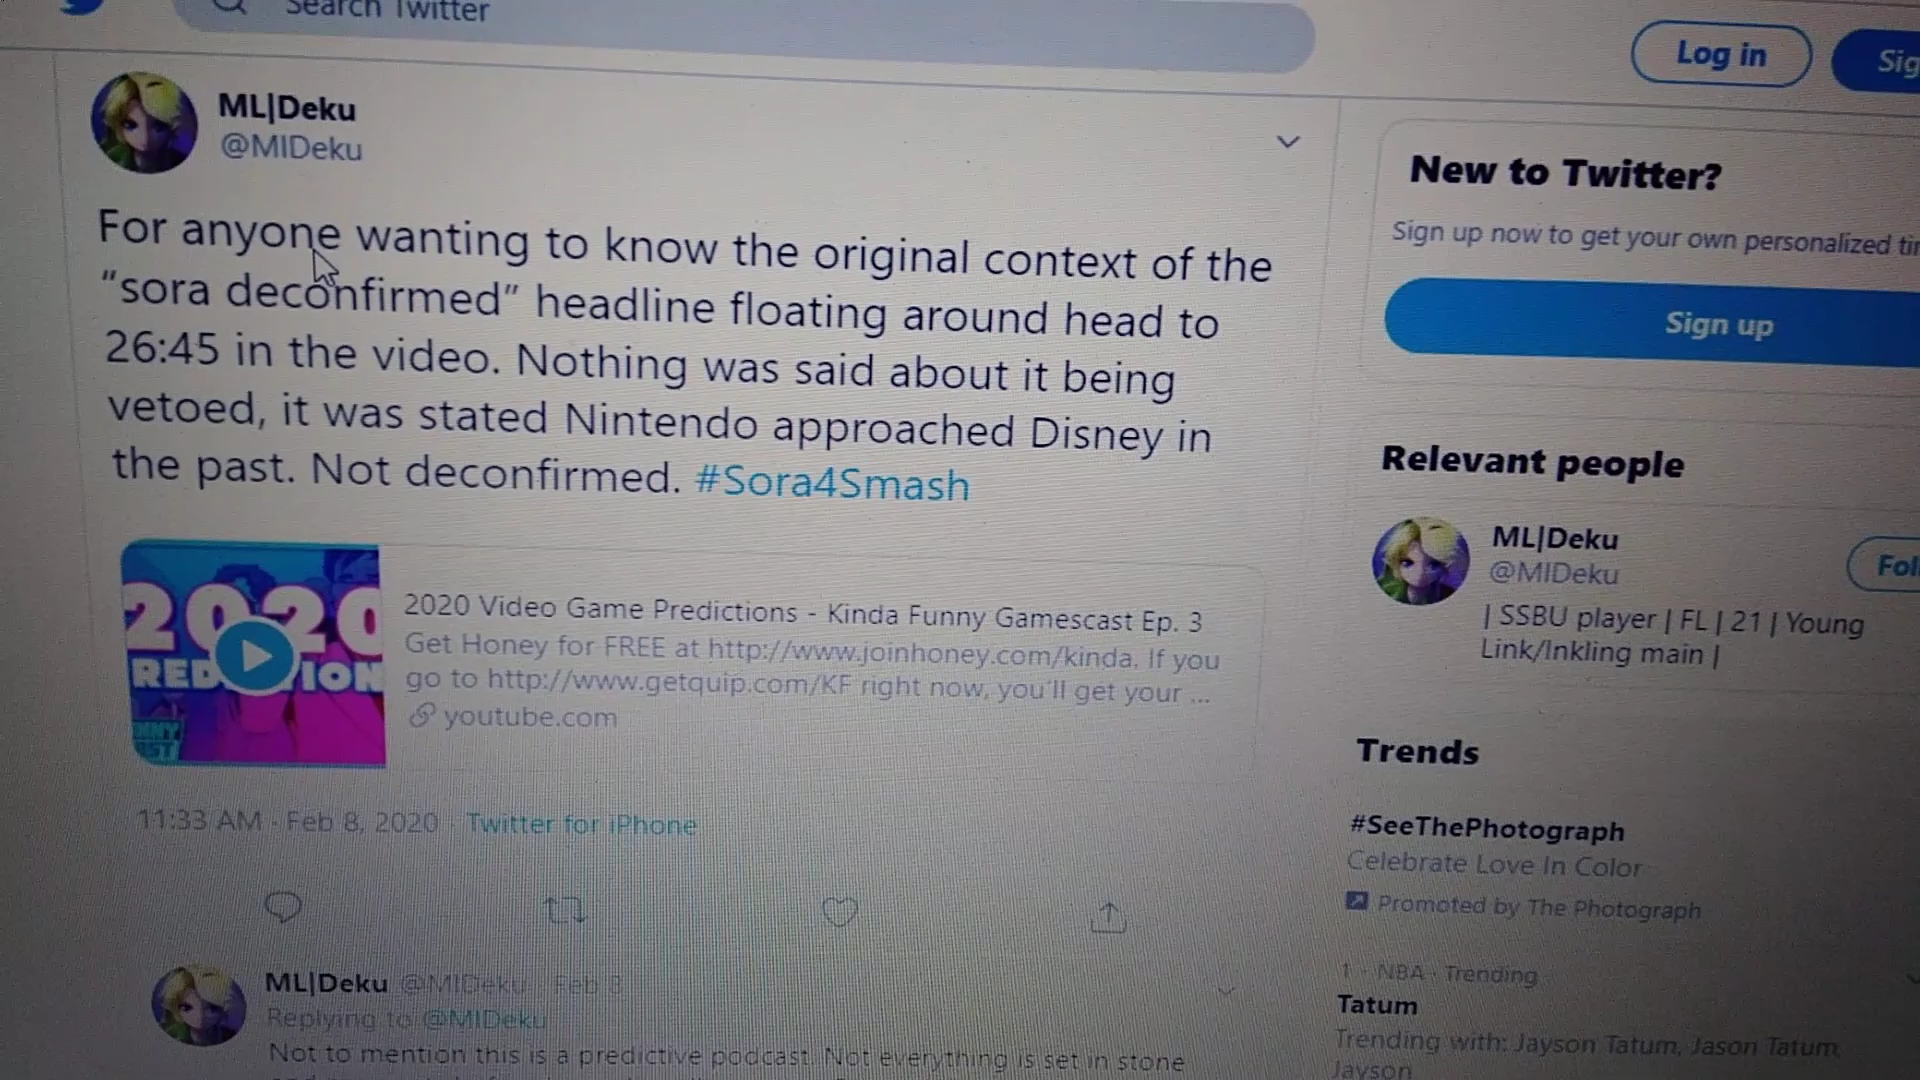 Search Twitter
Log in
Sig
ML|Deku
@MIDeku
For anyone wanting to know the original context of the
"sora deconfirmed" headline floating around head to
26:45 in the video. Nothing was said about it being
vetoed, it was stated Nintendo approached Disney in
the past. Not deconfirmed. #Sora4Smash
2020
RED ION
2020 Video Game Predictions - Kinda Funny Gamescast Ep. 3
Get Honey for FREE at http://www.joinhoney.com/kinda. If you
go to http://www.getquip.com/KF right now, you'll get your ...
youtube.com
11:33 AM · Feb 8, 2020 · Twitter for iPhone
ML|Deku @MIDeku · Feb 8
Replying to @MIDeku
Not to mention this is a predictive podcast. Not everything is set in stone
New to Twitter?
Sign up now to get your own personalized
Sign up
Relevant people
ML|Deku
@MIDeku
Fol
| SSBU player | FL | 21 | Young
Link/Inkling main |
Trends
#SeeThePhotograph
Celebrate Love In Color
Promoted by The Photograph
1 · NBA · Trending
Tatum
Trending with: Jayson Tatum, Jason Tatum,
Jayson